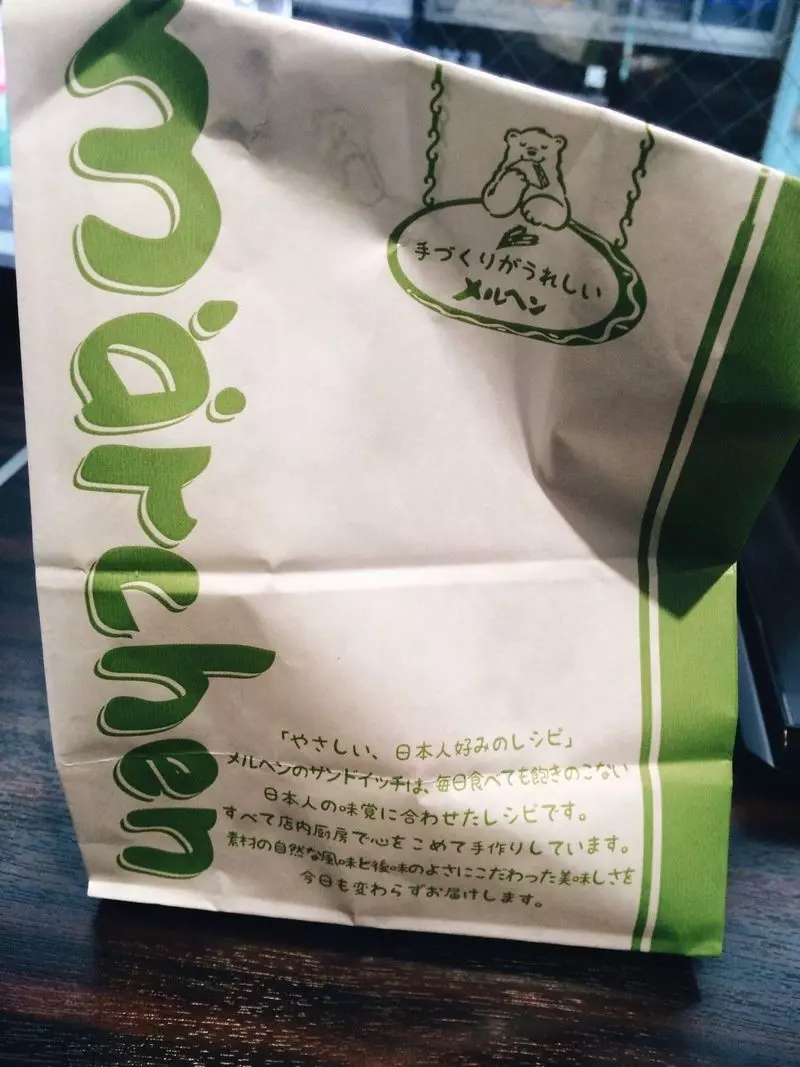 märchen
手づくりがうれしい
メルヘン
「やさしい、日本人好みのレシピ」
メルヘンのサンドイッチは、毎日食べても飽きのこない
日本人の味覚に合わせたレシピです。
すべて店内厨房で心をこめて手作りしています。
素材の自然な風味と後味のよさにこだわった美味しさを
今日も変わらずお届けします。